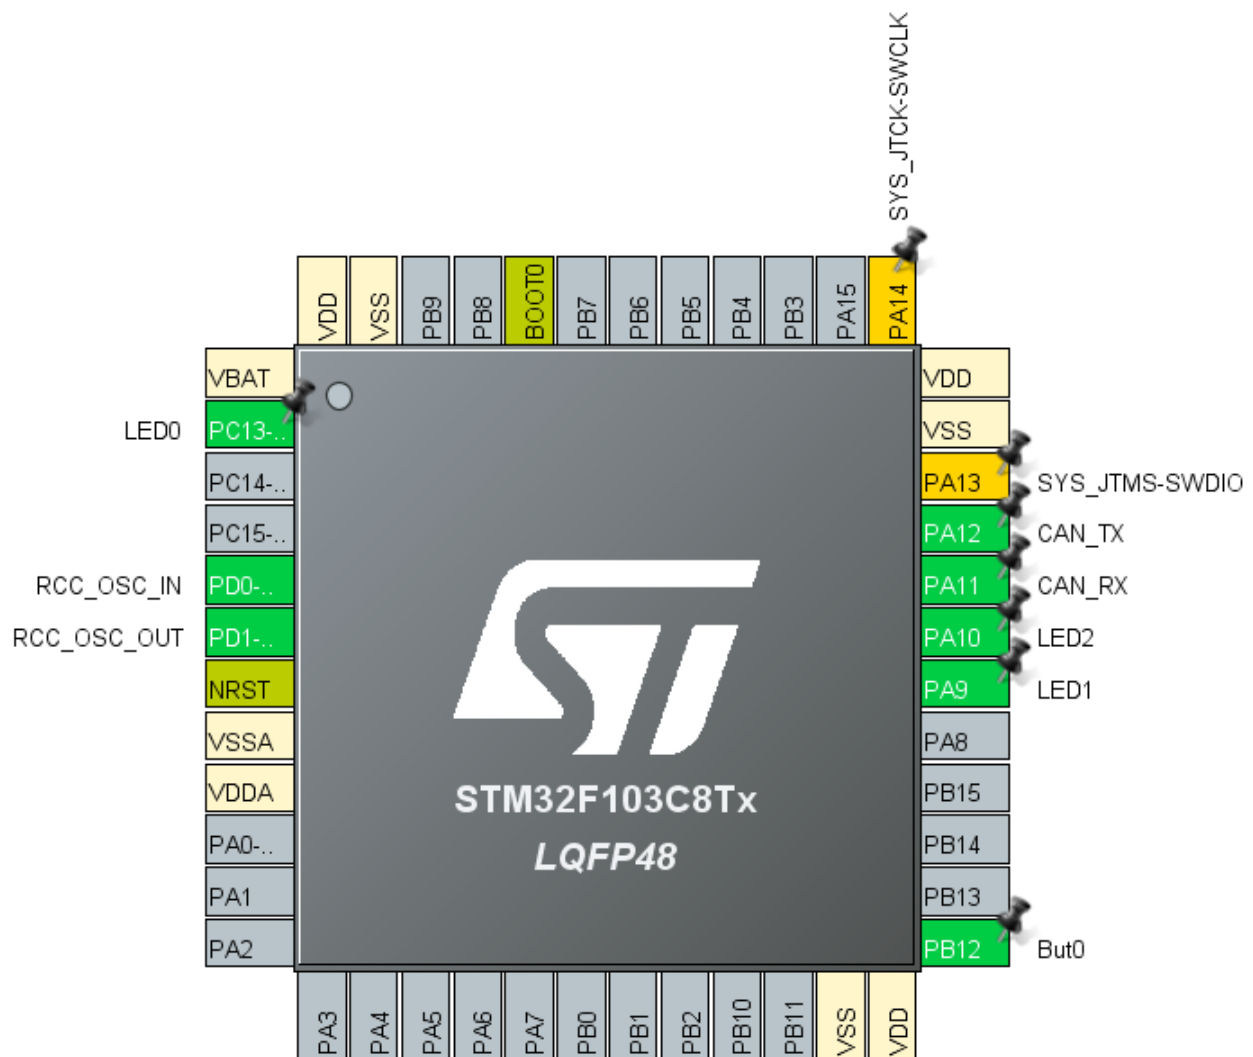 SYS_JTCK-SWCLK
VDD
VSS
PB9
PB8
BOOT0
PB7
PB6
PB5
PB4
PB3
PA15
PA14
VBAT
LED0 PC13-..
PC14-..
PC15-..
RCC_OSC_IN PD0-..
RCC_OSC_OUT PD1-..
NRST
VSSA
VDDA
PA0-..
PA1
PA2
ST
STM32F103C8Tx
LQFP48
VDD
VSS
PA13 SYS_JTMS-SWDIO
PA12 CAN_TX
PA11 CAN_RX
PA10 LED2
PA9 LED1
PA8
PB15
PB14
PB13
PB12 But0
PA3
PA4
PA5
PA6
PA7
PB0
PB1
PB2
PB10
PB11
VSS
VDD